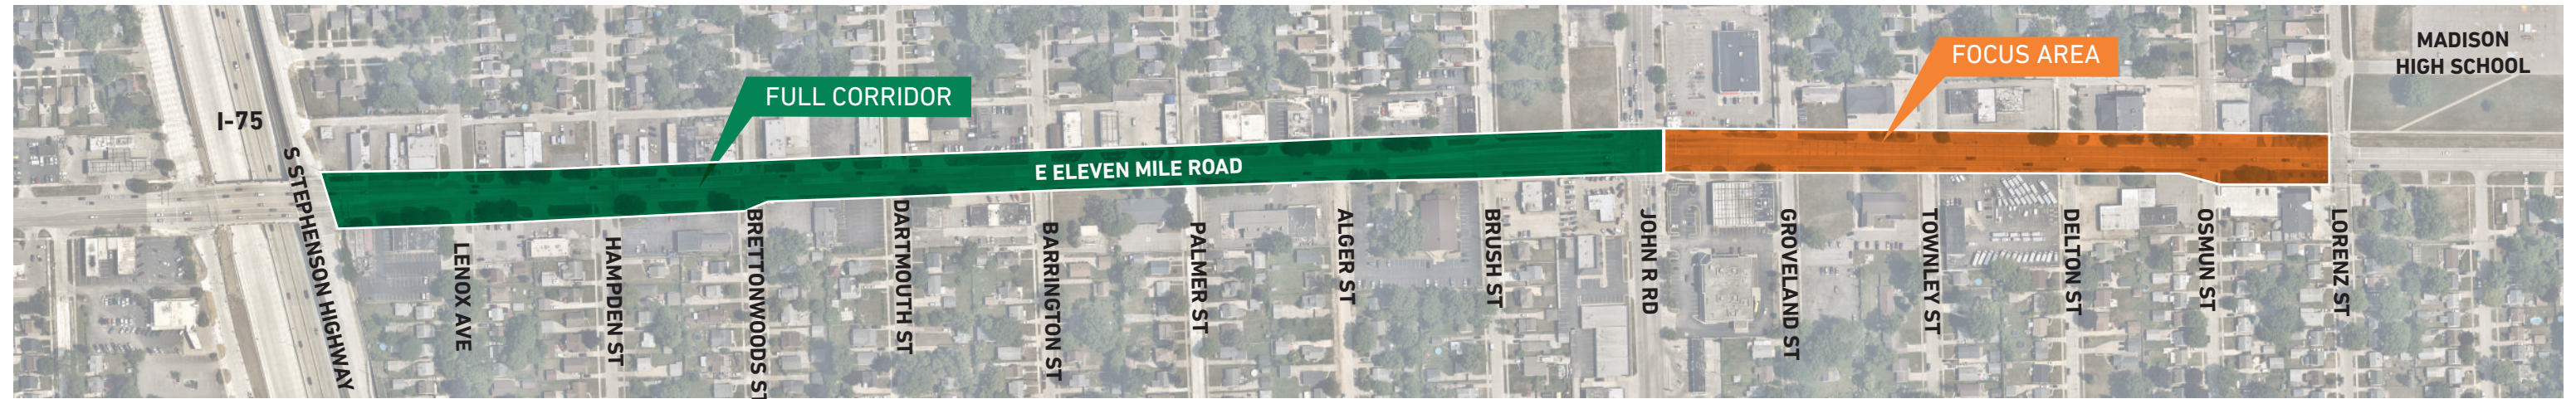 I-75
S STEPHENSON HIGHWAY
FULL CORRIDOR
FOCUS AREA
MADISON
HIGH SCHOOL
E ELEVEN MILE ROAD
LENOX AVE
HAMPDEN ST
BRETTONWOODS ST
DARTMOUTH ST
BARRINGTON ST
PALMER ST
ALGER ST
BRUSH ST
JOHN R RD
GROVELAND ST
TOWNLEY ST
DELTON ST
OSMUN ST
LORENZ ST